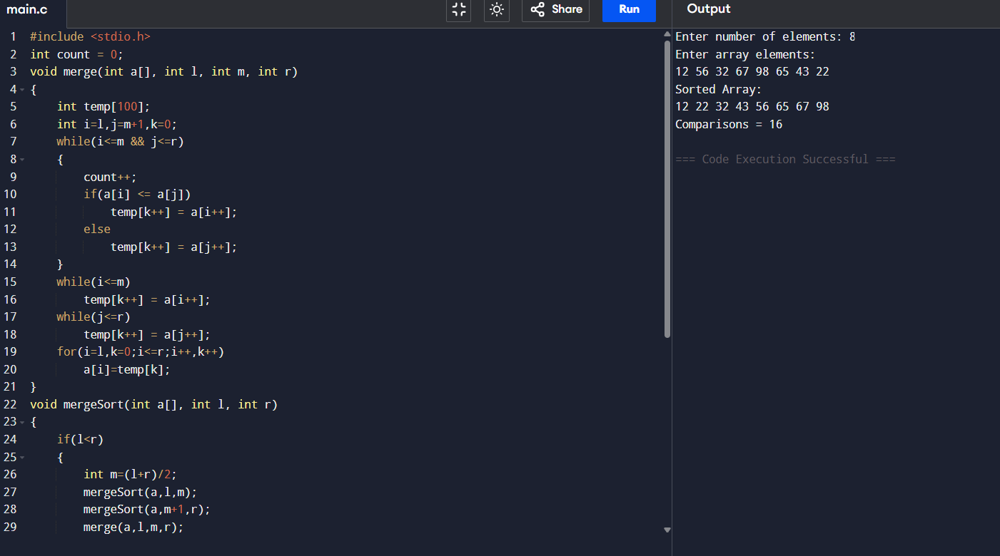 main.c
Share
Run
Output
1 #include <stdio.h>
2 int count = 0;
3 void merge(int a[], int l, int m, int r)
4 {
5     int temp[100];
6     int i=l,j=m+1,k=0;
7     while(i<=m && j<=r)
8     {
9         count++;
10         if(a[i] <= a[j])
11             temp[k++] = a[i++];
12         else
13             temp[k++] = a[j++];
14     }
15     while(i<=m)
16         temp[k++] = a[i++];
17     while(j<=r)
18         temp[k++] = a[j++];
19     for(i=l,k=0;i<=r;i++,k++)
20         a[i]=temp[k];
21 }
22 void mergeSort(int a[], int l, int r)
23 {
24     if(l<r)
25     {
26         int m=(l+r)/2;
27         mergeSort(a,l,m);
28         mergeSort(a,m+1,r);
29         merge(a,l,m,r);
Enter number of elements: 8
Enter array elements:
12 56 32 67 98 65 43 22
Sorted Array:
12 22 32 43 56 65 67 98
Comparisons = 16
=== Code Execution Successful ===